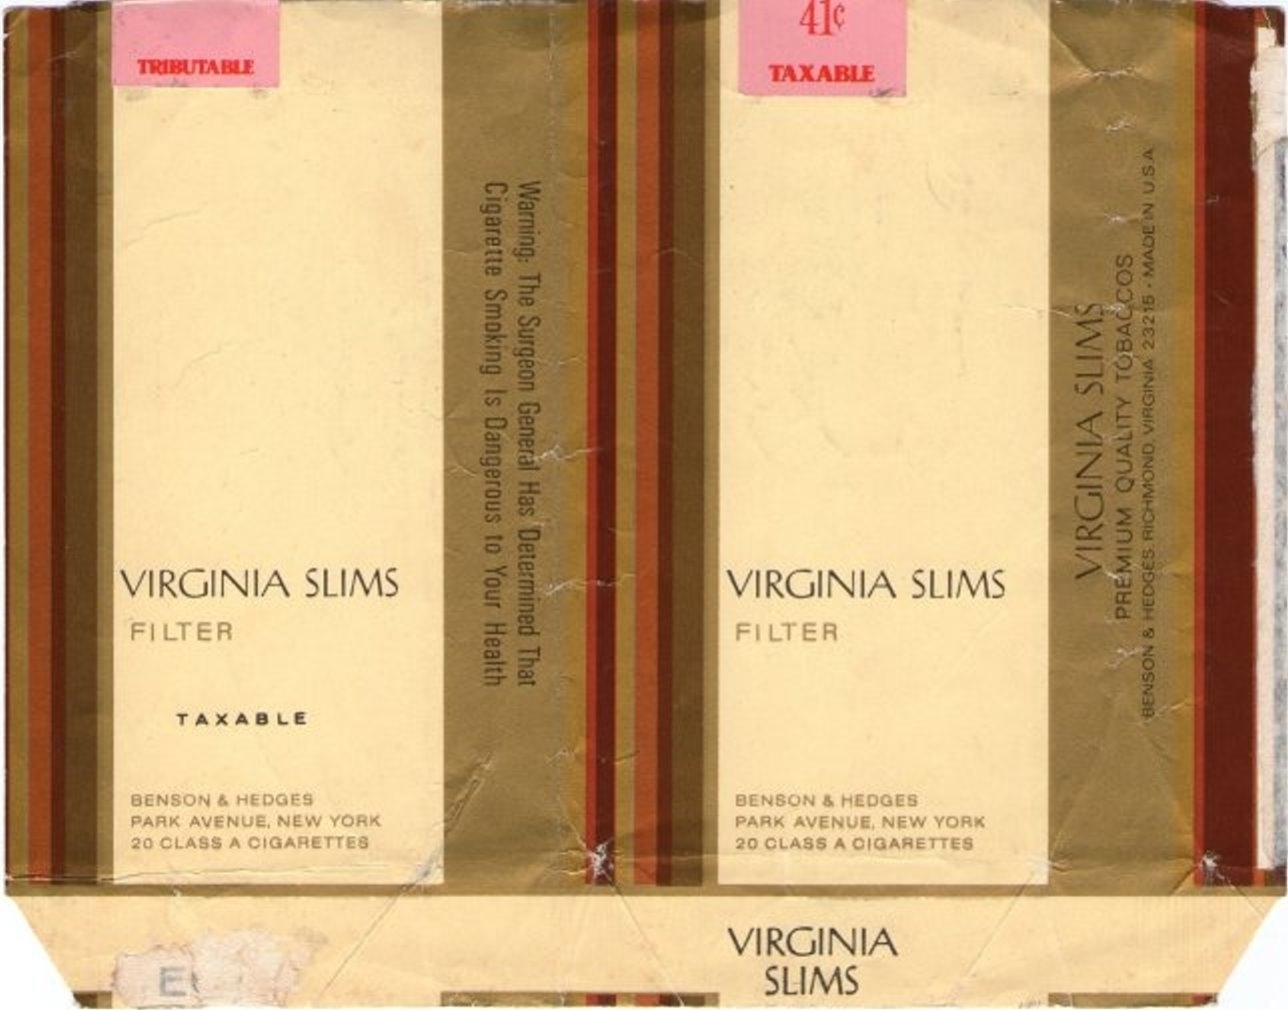 TRIBUTABLE
VIRGINIA SLIMS
FILTER
TAXABLE
BENSON & HEDGES
PARK AVENUE, NEW YORK
20 CLASS A CIGARETTES
Warning: The Surgeon General Has Determined That
Cigarette Smoking Is Dangerous to Your Health
41¢
TAXABLE
VIRGINIA SLIMS
FILTER
BENSON & HEDGES
PARK AVENUE, NEW YORK
20 CLASS A CIGARETTES
VIRGINIA SLIMS
PREMIUM QUALITY TOBACCOS
BENSON & HEDGES, RICHMOND, VIRGINIA 23215 · MADE IN U.S.A.
VIRGINIA
SLIMS